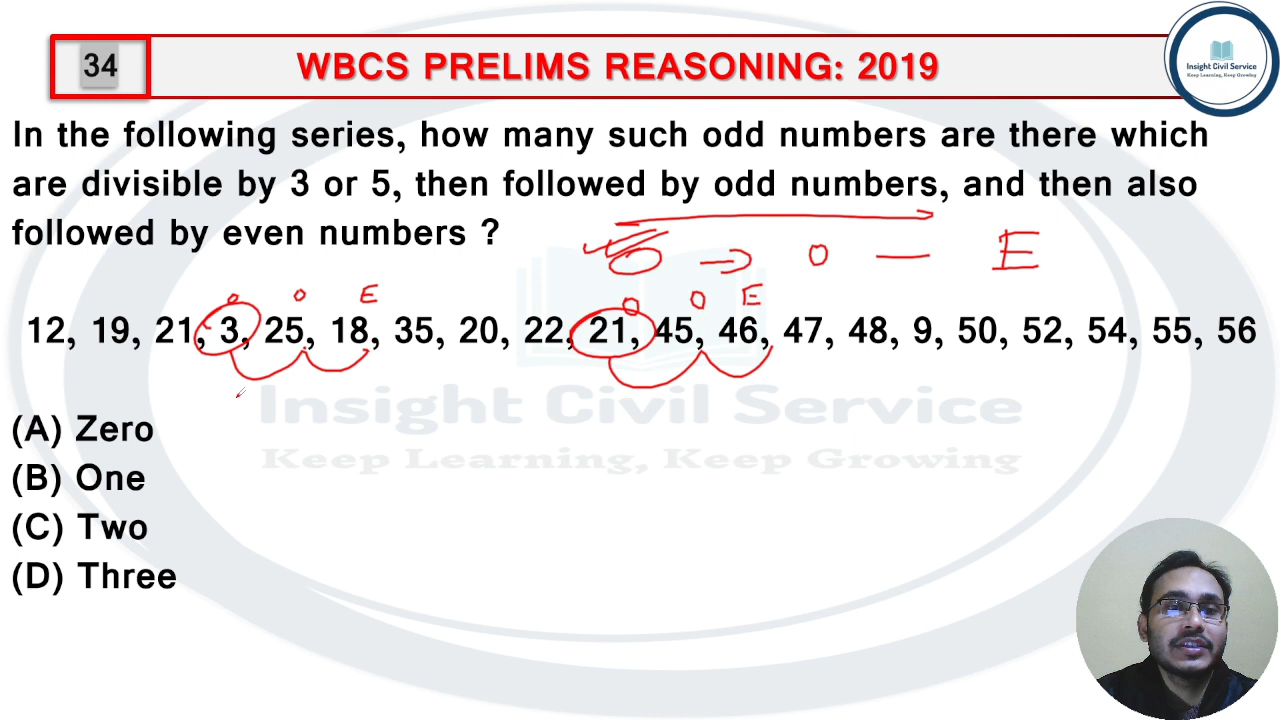 34
WBCS PRELIMS REASONING: 2019
Insight Civil Service
Keep Learning, Keep Growing
In the following series, how many such odd numbers are there which
are divisible by 3 or 5, then followed by odd numbers, and then also
followed by even numbers ?
O → O — E
O O E O O E
12, 19, 21, 3, 25, 18, 35, 20, 22, 21, 45, 46, 47, 48, 9, 50, 52, 54, 55, 56
Insight Civil Service
Keep Learning, Keep Growing
(A) Zero
(B) One
(C) Two
(D) Three